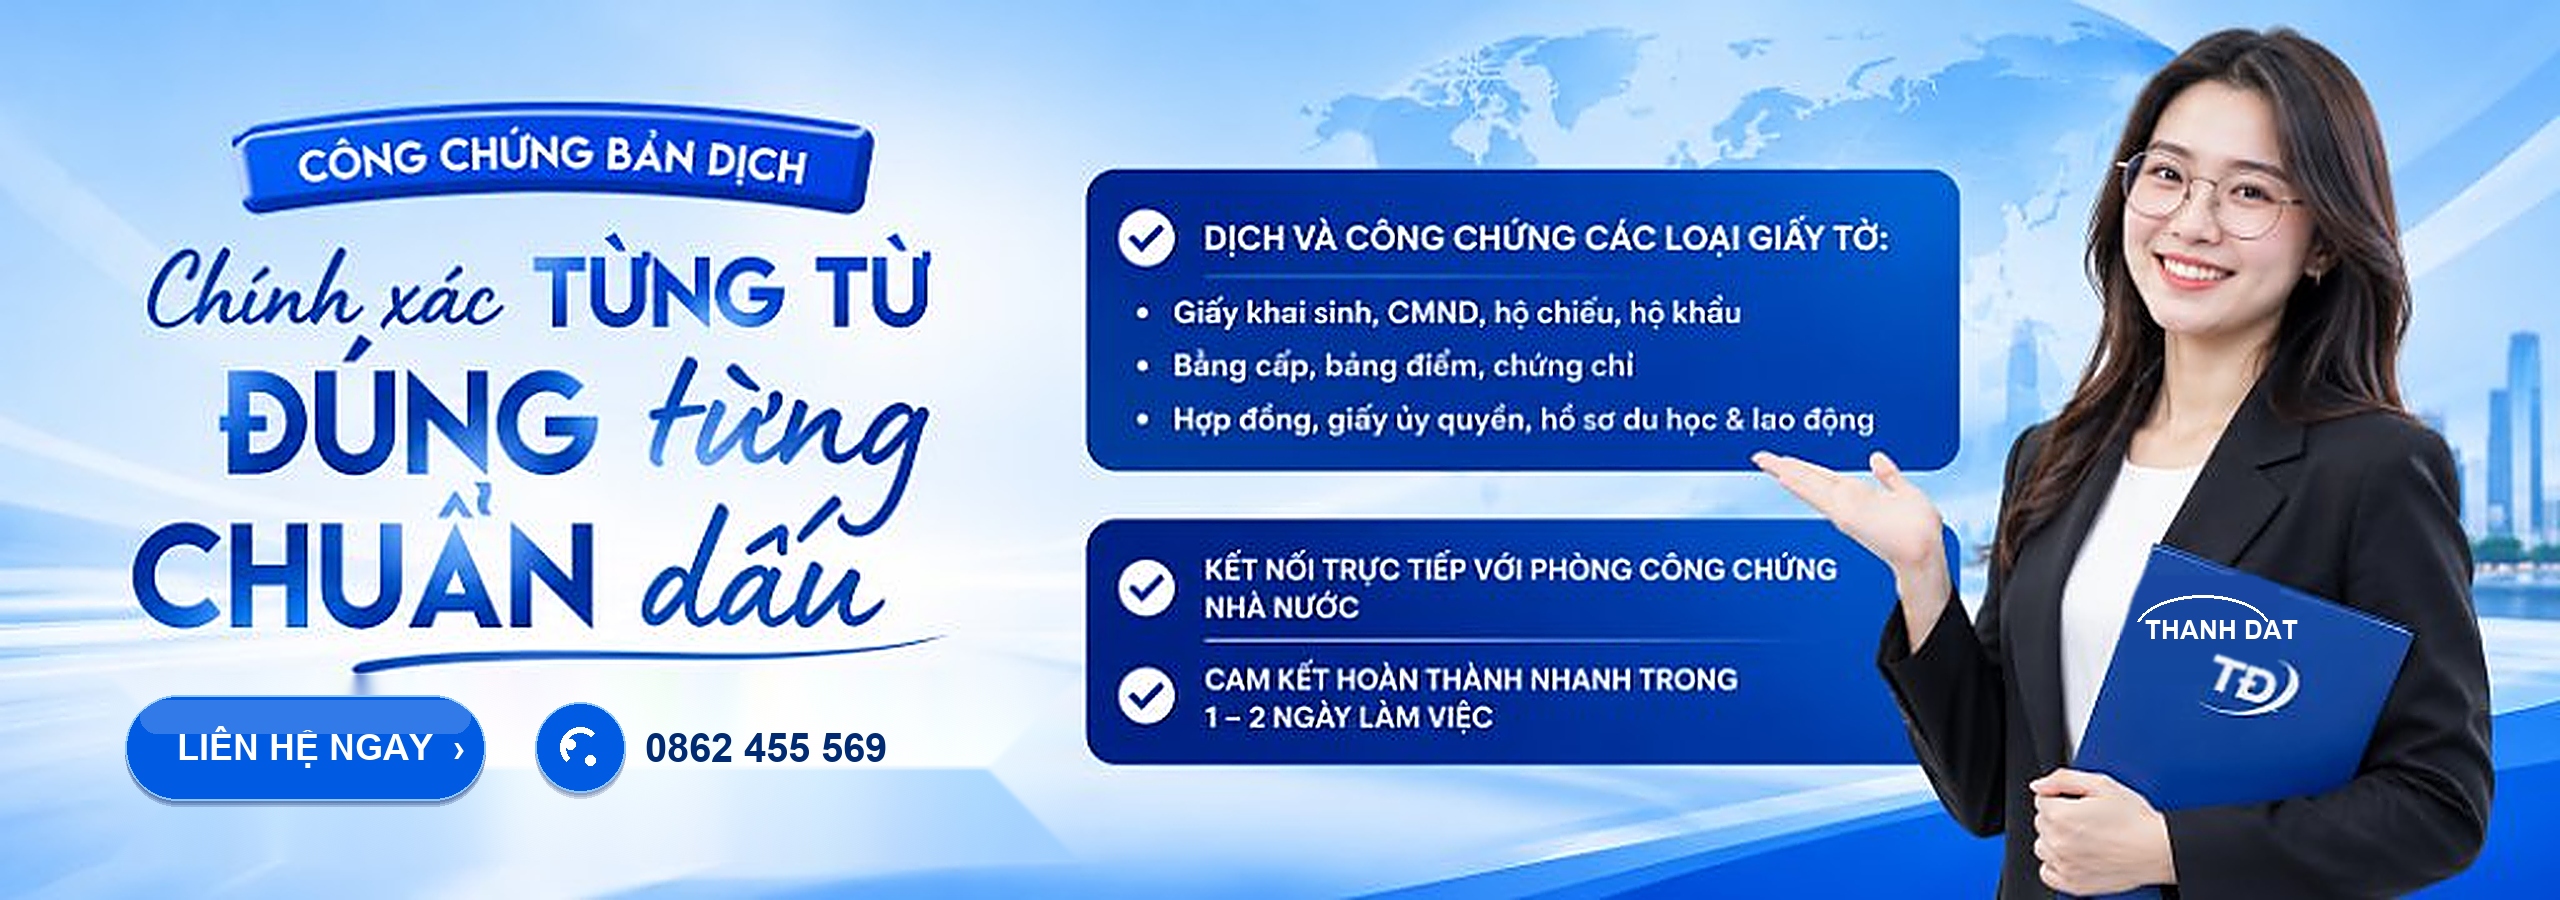 CÔNG CHỨNG BẢN DỊCH
Chính xác TỪNG TỪ
ĐÚNG từng
CHUẨN dấu
LIÊN HỆ NGAY ›
0862 455 569
DỊCH VÀ CÔNG CHỨNG CÁC LOẠI GIẤY TỜ:
• Giấy khai sinh, CMND, hộ chiếu, hộ khẩu
• Bằng cấp, bảng điểm, chứng chỉ
• Hợp đồng, giấy ủy quyền, hồ sơ du học & lao động
KẾT NỐI TRỰC TIẾP VỚI PHÒNG CÔNG CHỨNG
NHÀ NƯỚC
CAM KẾT HOÀN THÀNH NHANH TRONG
1 – 2 NGÀY LÀM VIỆC
THANH DAT
TĐ